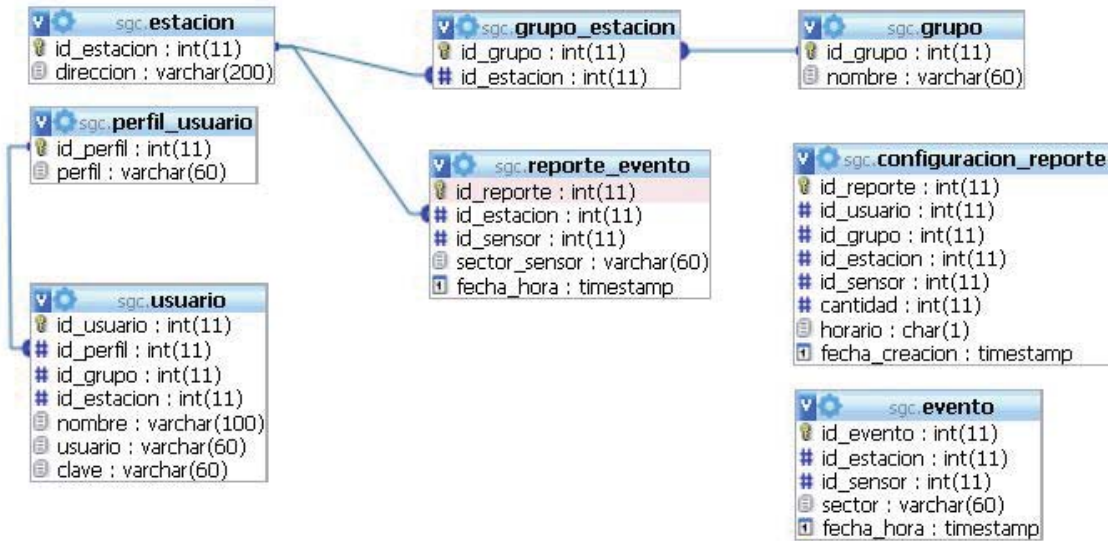 sgc.estacion
id_estacion : int(11)
direccion : varchar(200)
sgc.grupo_estacion
id_grupo : int(11)
id_estacion : int(11)
sgc.grupo
id_grupo : int(11)
nombre : varchar(60)
sgc.perfil_usuario
id_perfil : int(11)
perfil : varchar(60)
sgc.reporte_evento
id_reporte : int(11)
id_estacion : int(11)
id_sensor : int(11)
sector_sensor : varchar(60)
fecha_hora : timestamp
sgc.configuracion_reporte
id_reporte : int(11)
id_usuario : int(11)
id_grupo : int(11)
id_estacion : int(11)
id_sensor : int(11)
cantidad : int(11)
horario : char(1)
fecha_creacion : timestamp
sgc.usuario
id_usuario : int(11)
id_perfil : int(11)
id_grupo : int(11)
id_estacion : int(11)
nombre : varchar(100)
usuario : varchar(60)
clave : varchar(60)
sgc.evento
id_evento : int(11)
id_estacion : int(11)
id_sensor : int(11)
sector : varchar(60)
fecha_hora : timestamp